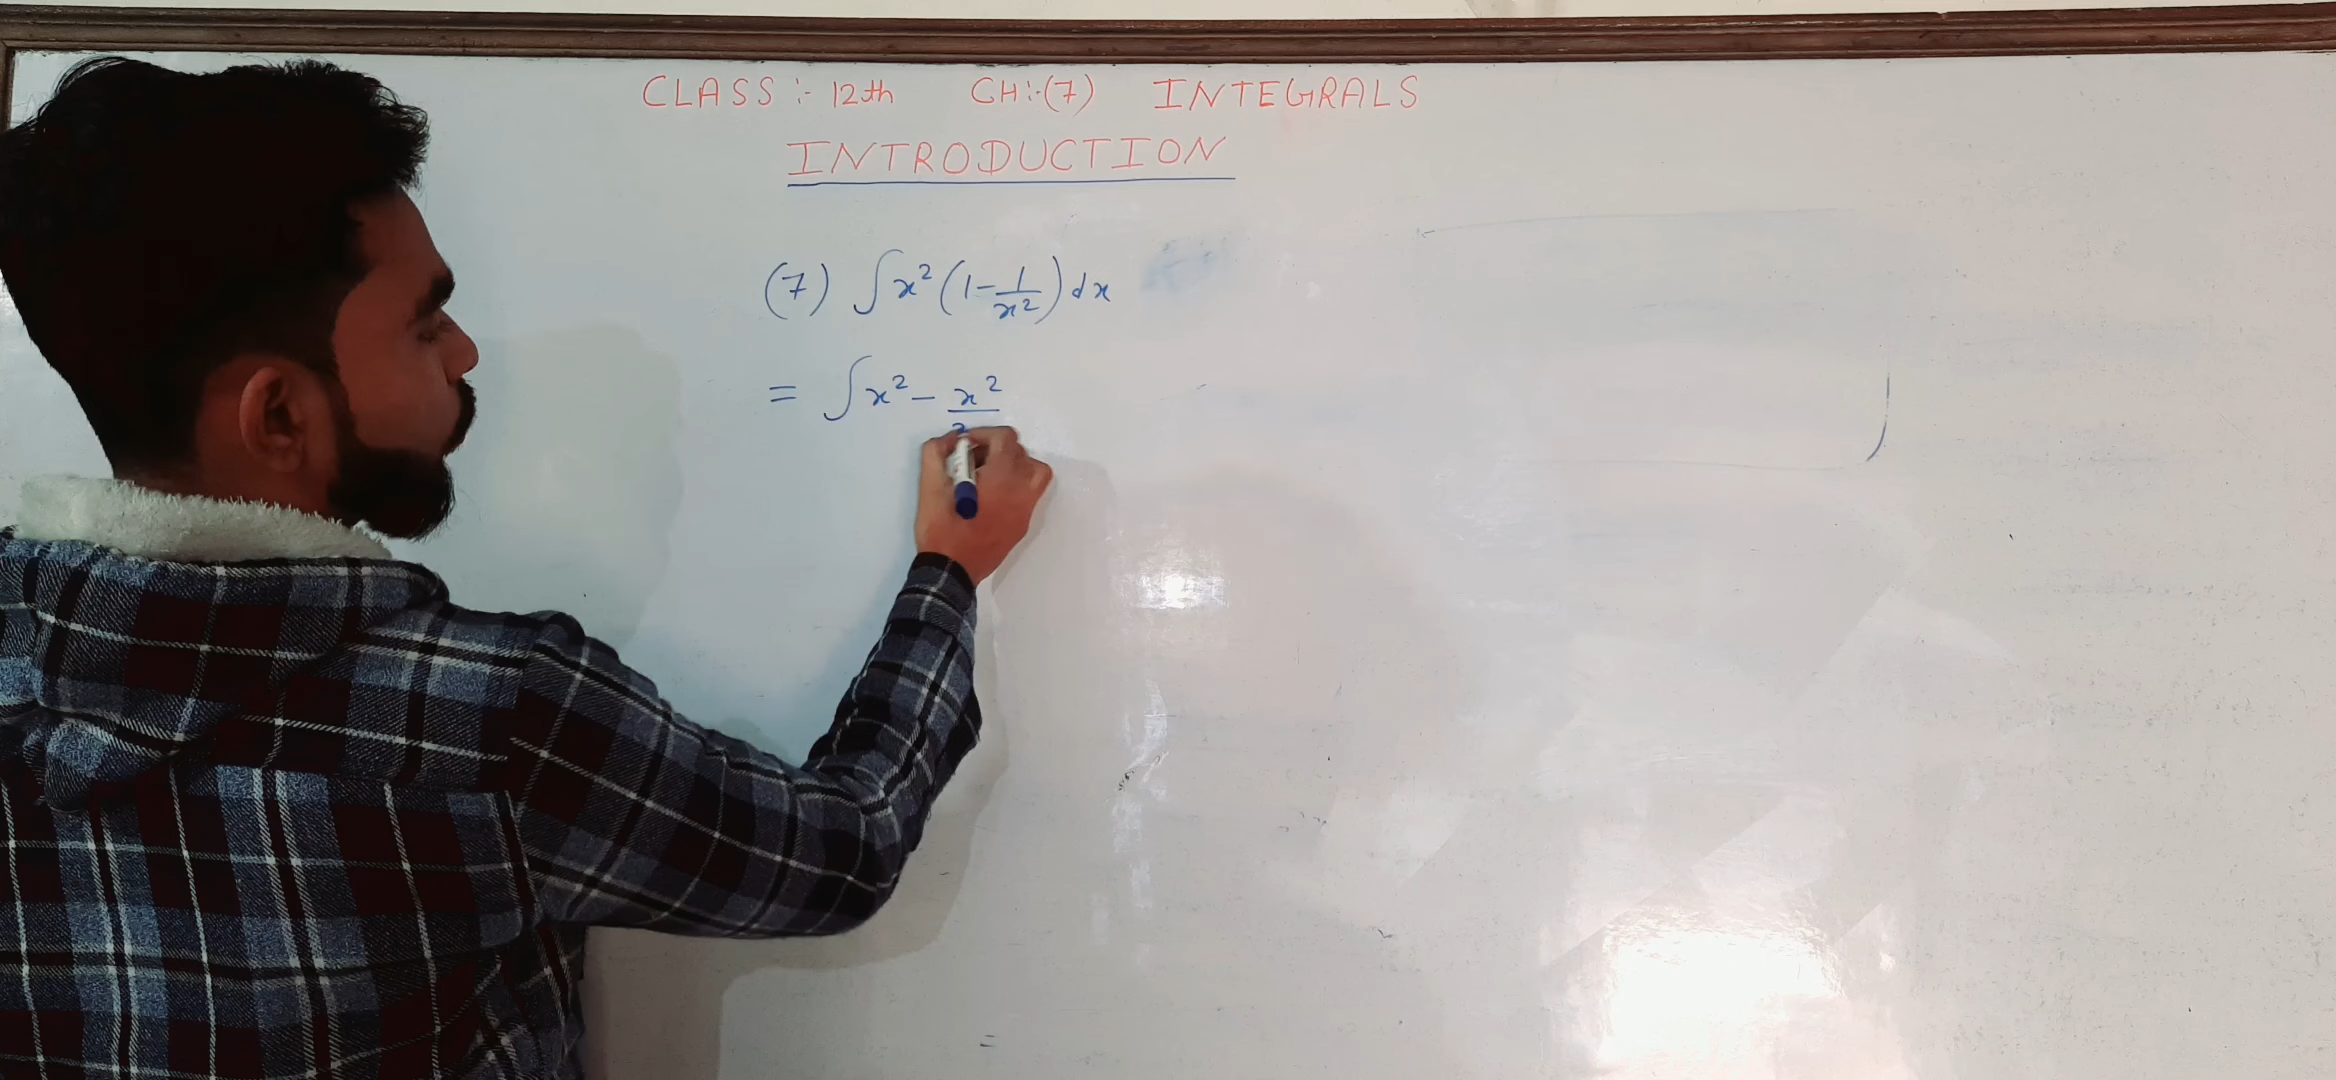 CLASS :- 12th CH:-(7) INTEGRALS
INTRODUCTION
(7) ∫x²(1-1/x²)dx
= ∫x² - x²/